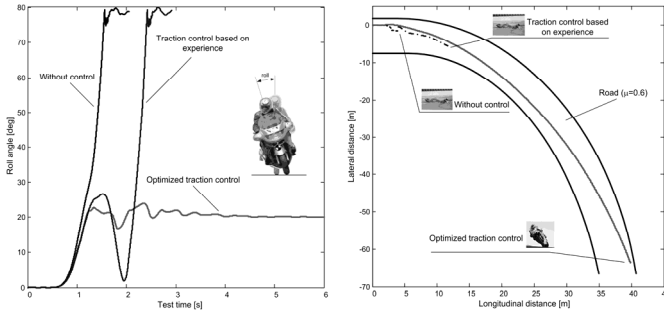 80
70
60
50
40
30
20
10
0
Roll angle [deg]
0
1
2
3
4
5
6
Test time [s]
Without control
Traction control based on
experience
roll
Optimized traction control
10
0
-10
-20
-30
-40
-50
-60
-70
Lateral distance [m]
0
5
10
15
20
25
30
35
40
45
Longitudinal distance [m]
Traction control based
on experience
Without control
Road (μ=0.6)
Optimized traction control